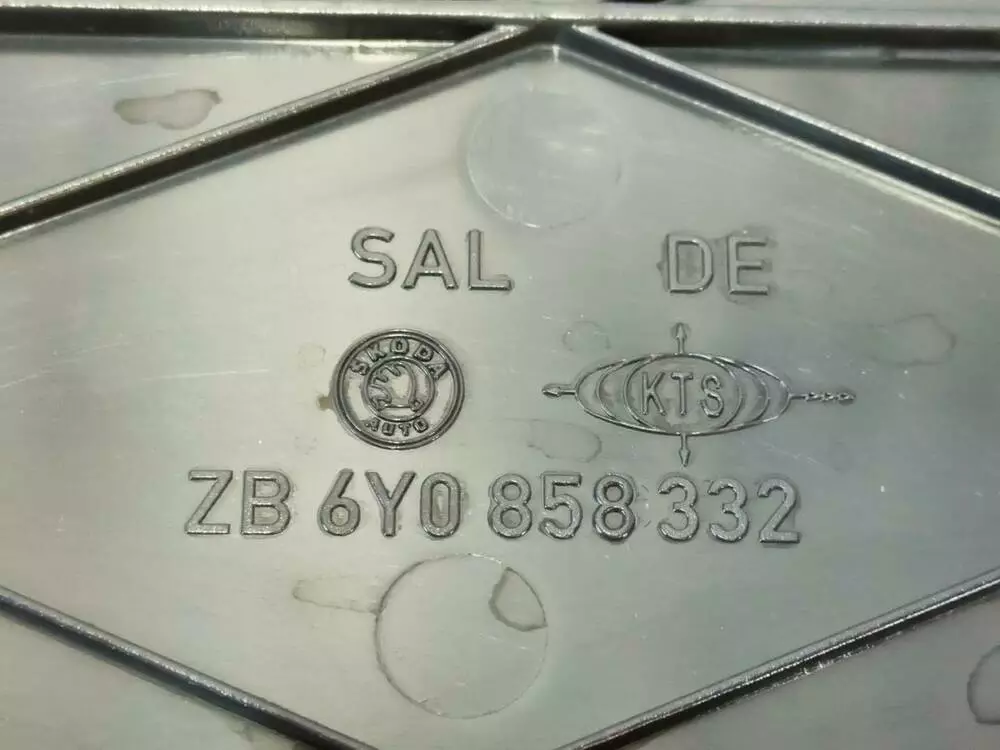 SAL DE
SKODA
AUTO
KTS
ZB 6Y0 858 332